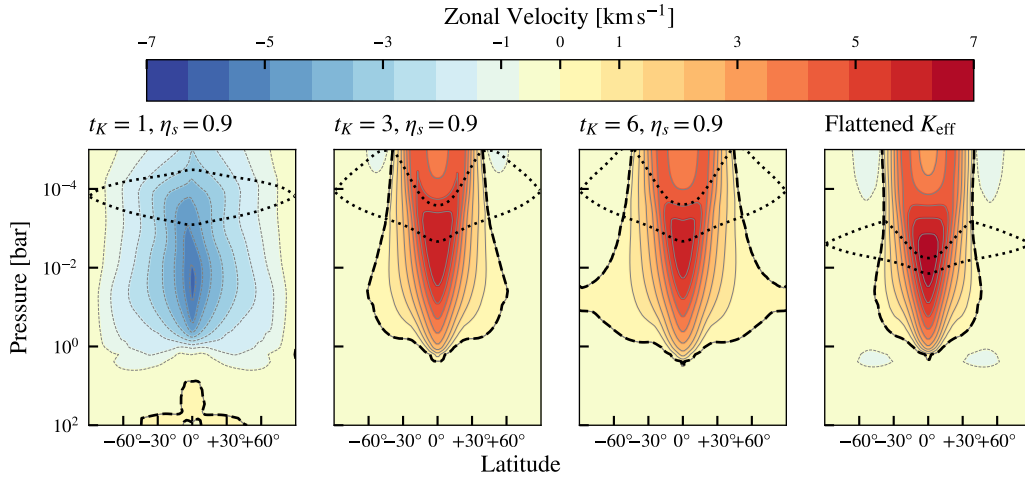 Zonal Velocity [km s⁻¹]
−7 −5 −3 −1 0 1 3 5 7
t_K = 1, η_s = 0.9 t_K = 3, η_s = 0.9 t_K = 6, η_s = 0.9 Flattened K_eff
Pressure [bar]
10⁻⁴
10⁻²
10⁰
10²
−60° −30° 0° +30° +60° −60° −30° 0° +30° +60° −60° −30° 0° +30° +60° −60° −30° 0° +30° +60°
Latitude